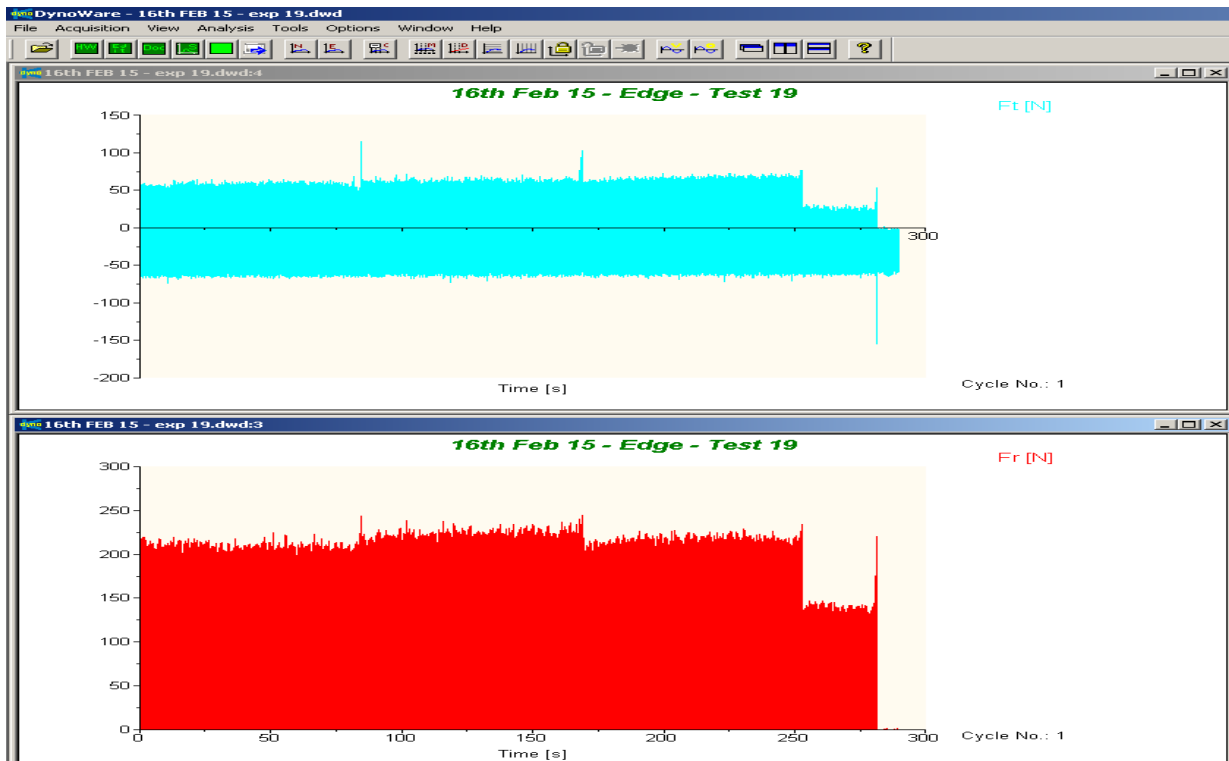 DynoWare - 16th FEB 15 - exp 19.dwd
File Acquisition View Analysis Tools Options Window Help
16th FEB 15 - exp 19.dwd:4
16th Feb 15 - Edge - Test 19
Ft [N]
150
100
50
0
300
-50
-100
-150
-200
Time [s]
Cycle No.: 1
16th FEB 15 - exp 19.dwd:3
16th Feb 15 - Edge - Test 19
Fr [N]
300
250
200
150
100
50
0
0 50 100 150 200 250 300
Cycle No.: 1
Time [s]